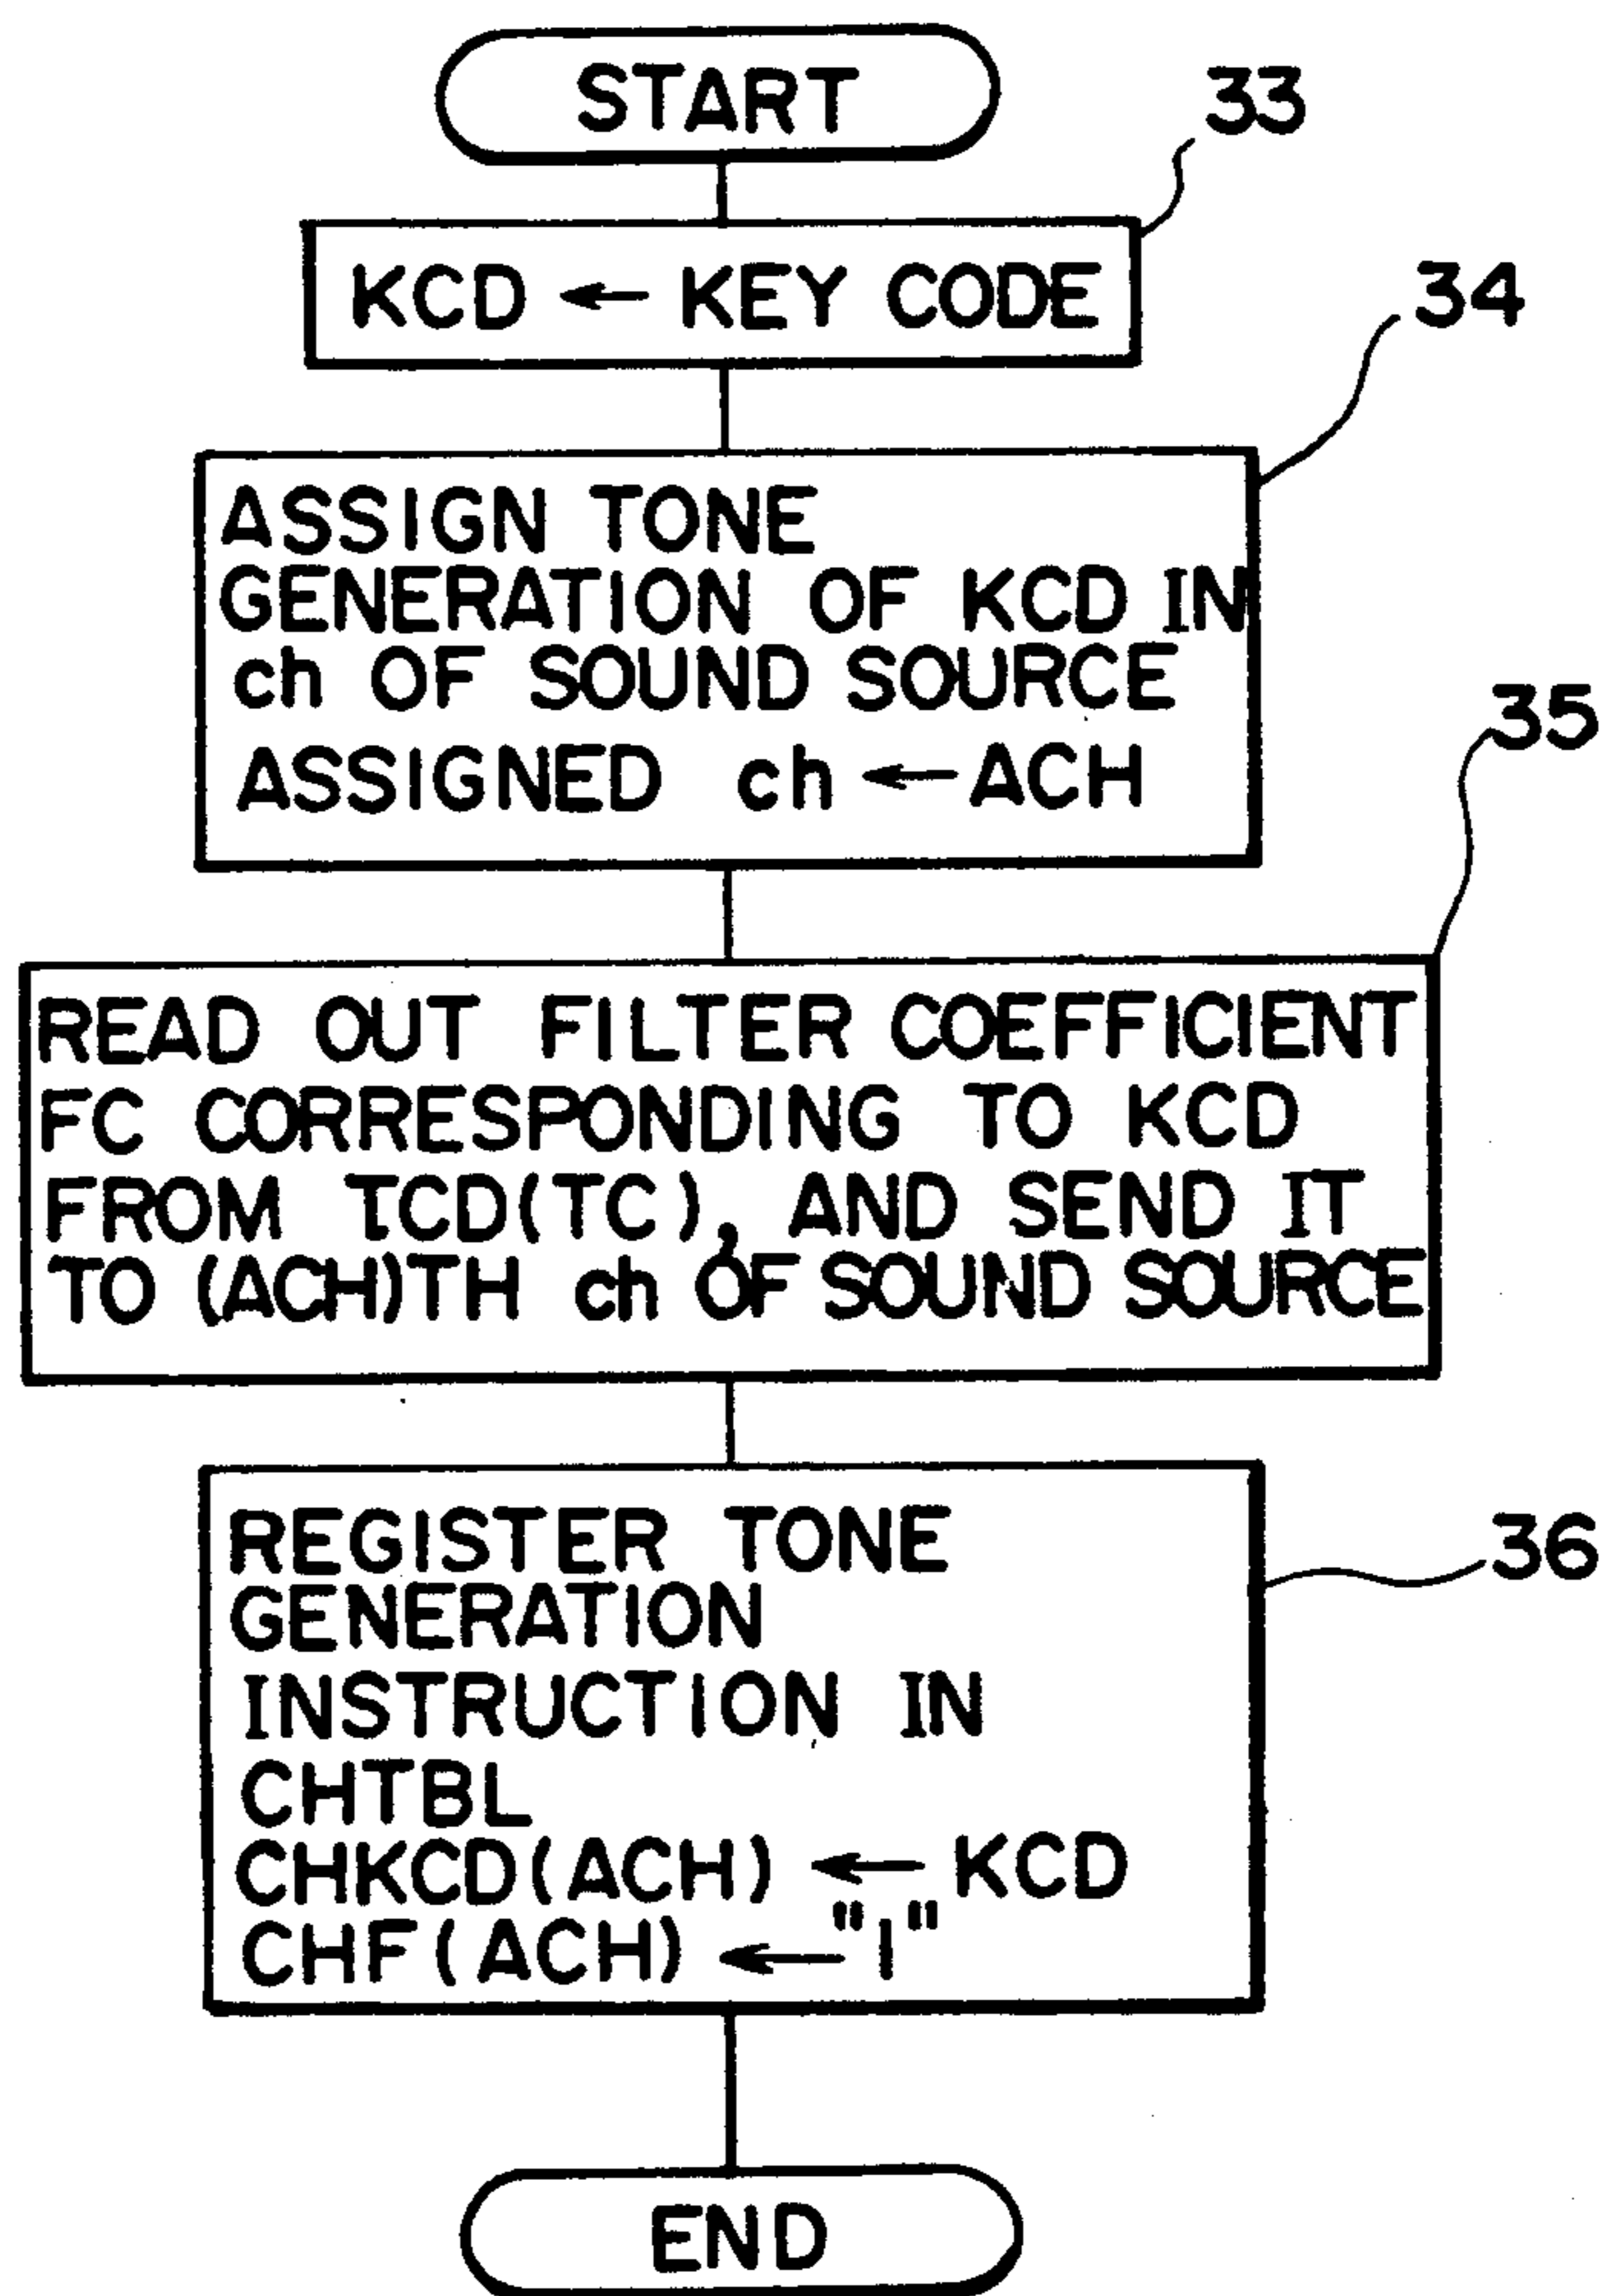 START
33
KCD ← KEY CODE
34
ASSIGN TONE
GENERATION OF KCD IN
ch OF SOUND SOURCE
ASSIGNED ch ← ACH
35
READ OUT FILTER COEFFICIENT
FC CORRESPONDING TO KCD
FROM TCD(TC), AND SEND IT
TO (ACH)TH ch OF SOUND SOURCE
36
REGISTER TONE
GENERATION
INSTRUCTION IN
CHTBL
CHKCD(ACH) ← KCD
CHF(ACH) ← "1"
END